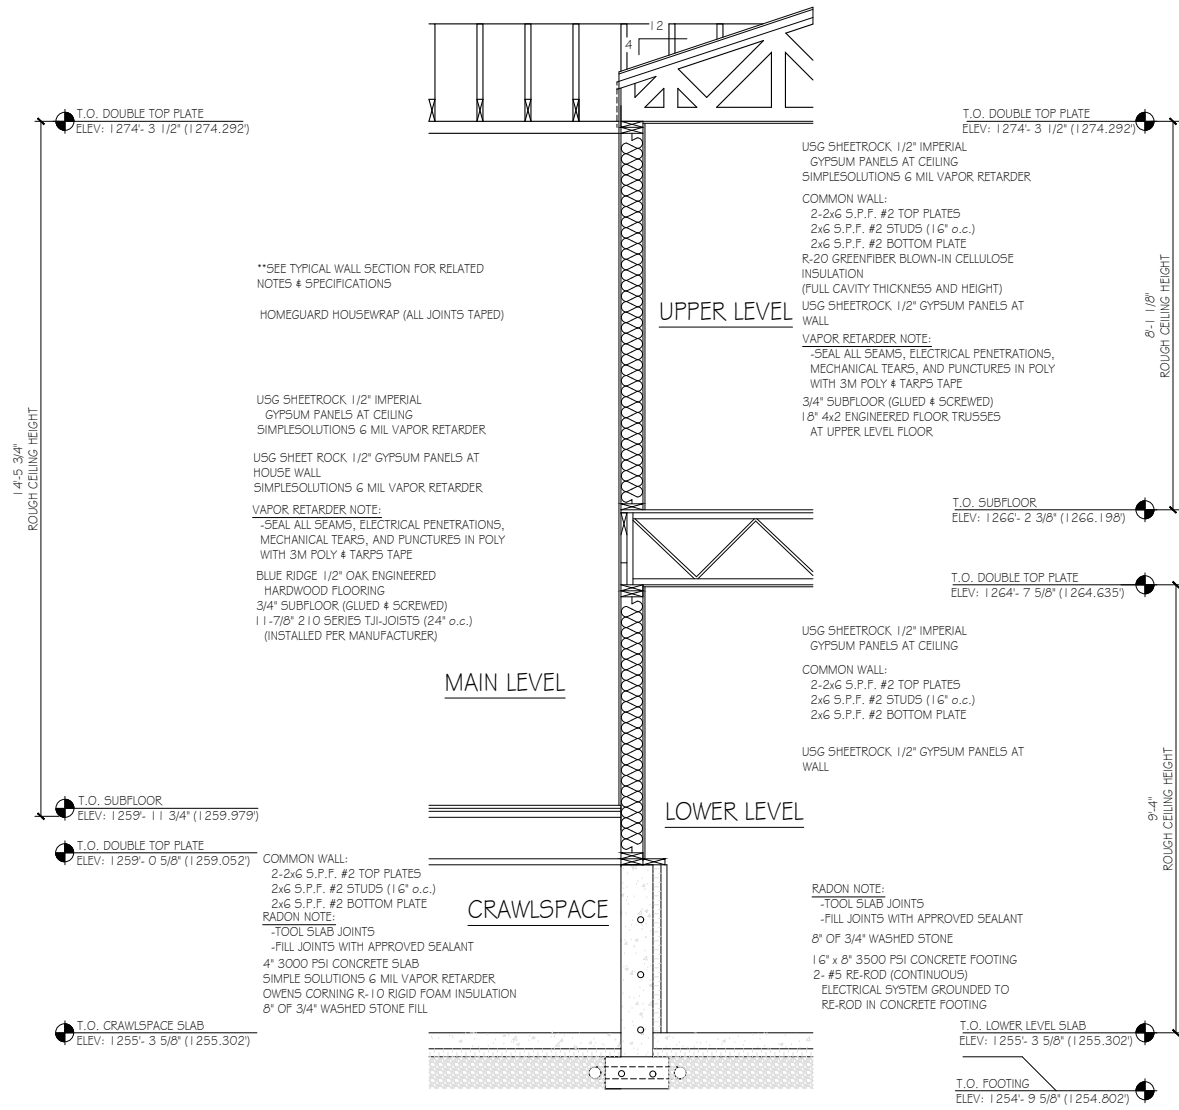 12
4
T.O. DOUBLE TOP PLATE
ELEV: 1274'- 3 1/2" (1274.292')
T.O. DOUBLE TOP PLATE
ELEV: 1274'- 3 1/2" (1274.292')
14'-5 3/4"
ROUGH CEILING HEIGHT
**SEE TYPICAL WALL SECTION FOR RELATED
NOTES & SPECIFICATIONS
HOMEGUARD HOUSEWRAP (ALL JOINTS TAPED)
USG SHEETROCK 1/2" IMPERIAL
GYPSUM PANELS AT CEILING
SIMPLESOLUTIONS 6 MIL VAPOR RETARDER
USG SHEET ROCK 1/2" GYPSUM PANELS AT
HOUSE WALL
SIMPLESOLUTIONS 6 MIL VAPOR RETARDER
VAPOR RETARDER NOTE:
-SEAL ALL SEAMS, ELECTRICAL PENETRATIONS,
MECHANICAL TEARS, AND PUNCTURES IN POLY
WITH 3M POLY & TARPS TAPE
BLUE RIDGE 1/2" OAK ENGINEERED
HARDWOOD FLOORING
3/4" SUBFLOOR (GLUED & SCREWED)
11-7/8" 210 SERIES TJI-JOISTS (24" o.c.)
(INSTALLED PER MANUFACTURER)
MAIN LEVEL
T.O. SUBFLOOR
ELEV: 1259'- 11 3/4" (1259.979')
T.O. DOUBLE TOP PLATE
ELEV: 1259'- 0 5/8" (1259.052')
COMMON WALL:
2-2x6 S.P.F. #2 TOP PLATES
2x6 S.P.F. #2 STUDS (16" o.c.)
2x6 S.P.F. #2 BOTTOM PLATE
RADON NOTE:
-TOOL SLAB JOINTS
-FILL JOINTS WITH APPROVED SEALANT
4" 3000 PSI CONCRETE SLAB
SIMPLE SOLUTIONS 6 MIL VAPOR RETARDER
OWENS CORNING R-10 RIGID FOAM INSULATION
8" OF 3/4" WASHED STONE FILL
CRAWLSPACE
T.O. CRAWLSPACE SLAB
ELEV: 1255'- 3 5/8" (1255.302')
USG SHEETROCK 1/2" IMPERIAL
GYPSUM PANELS AT CEILING
SIMPLESOLUTIONS 6 MIL VAPOR RETARDER
COMMON WALL:
2-2x6 S.P.F. #2 TOP PLATES
2x6 S.P.F. #2 STUDS (16" o.c.)
2x6 S.P.F. #2 BOTTOM PLATE
R-20 GREENFIBER BLOWN-IN CELLULOSE
INSULATION
(FULL CAVITY THICKNESS AND HEIGHT)
USG SHEETROCK 1/2" GYPSUM PANELS AT
WALL
UPPER LEVEL
VAPOR RETARDER NOTE:
-SEAL ALL SEAMS, ELECTRICAL PENETRATIONS,
MECHANICAL TEARS, AND PUNCTURES IN POLY
WITH 3M POLY & TARPS TAPE
3/4" SUBFLOOR (GLUED & SCREWED)
18" 4x2 ENGINEERED FLOOR TRUSSES
AT UPPER LEVEL FLOOR
8'-1 1/8"
ROUGH CEILING HEIGHT
T.O. SUBFLOOR
ELEV: 1266'- 2 3/8" (1266.198')
T.O. DOUBLE TOP PLATE
ELEV: 1264'- 7 5/8" (1264.635')
USG SHEETROCK 1/2" IMPERIAL
GYPSUM PANELS AT CEILING
COMMON WALL:
2-2x6 S.P.F. #2 TOP PLATES
2x6 S.P.F. #2 STUDS (16" o.c.)
2x6 S.P.F. #2 BOTTOM PLATE
USG SHEETROCK 1/2" GYPSUM PANELS AT
WALL
LOWER LEVEL
9'-4"
ROUGH CEILING HEIGHT
RADON NOTE:
-TOOL SLAB JOINTS
-FILL JOINTS WITH APPROVED SEALANT
8" OF 3/4" WASHED STONE
16" x 8" 3500 PSI CONCRETE FOOTING
2- #5 RE-ROD (CONTINUOUS)
ELECTRICAL SYSTEM GROUNDED TO
RE-ROD IN CONCRETE FOOTING
T.O. LOWER LEVEL SLAB
ELEV: 1255'- 3 5/8" (1255.302')
T.O. FOOTING
ELEV: 1254'- 9 5/8" (1254.802')